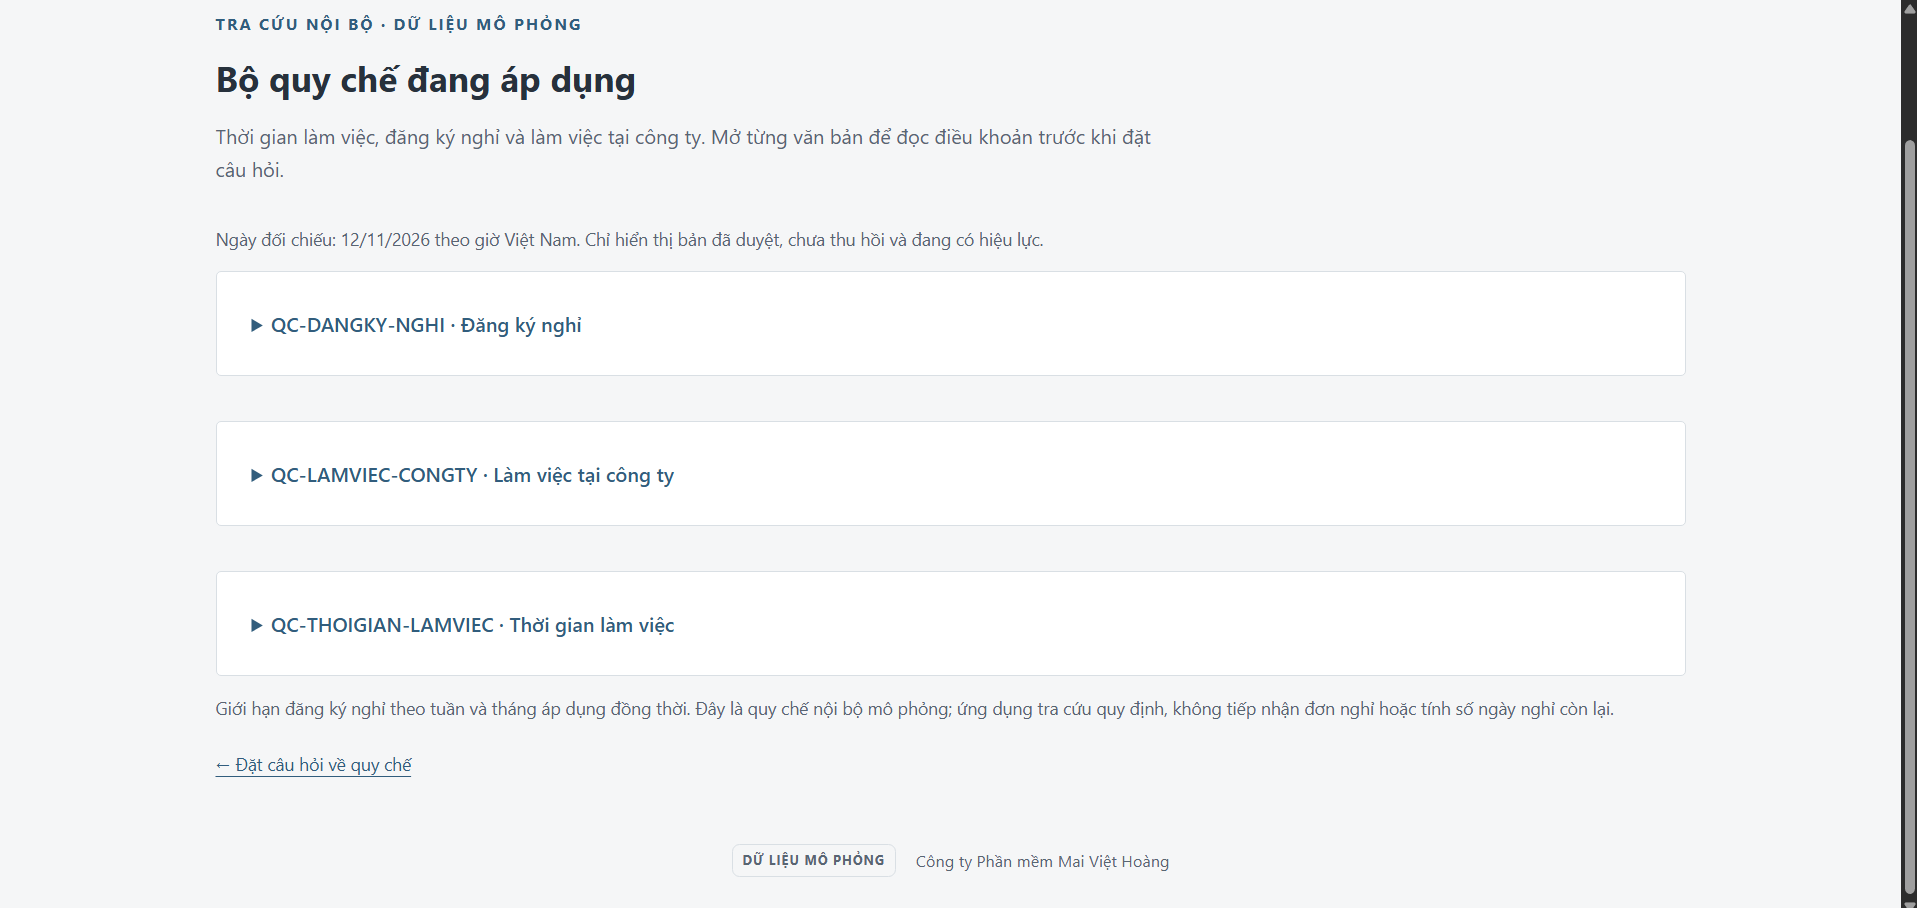 TRA CỨU NỘI BỘ · DỮ LIỆU MÔ PHỎNG
Bộ quy chế đang áp dụng
Thời gian làm việc, đăng ký nghỉ và làm việc tại công ty. Mở từng văn bản để đọc điều khoản trước khi đặt
câu hỏi.
Ngày đối chiếu: 12/11/2026 theo giờ Việt Nam. Chỉ hiển thị bản đã duyệt, chưa thu hồi và đang có hiệu lực.
▶ QC-DANGKY-NGHI · Đăng ký nghỉ
▶ QC-LAMVIEC-CONGTY · Làm việc tại công ty
▶ QC-THOIGIAN-LAMVIEC · Thời gian làm việc
Giới hạn đăng ký nghỉ theo tuần và tháng áp dụng đồng thời. Đây là quy chế nội bộ mô phỏng; ứng dụng tra cứu quy định, không tiếp nhận đơn nghỉ hoặc tính số ngày nghỉ còn lại.
← Đặt câu hỏi về quy chế
DỮ LIỆU MÔ PHỎNG Công ty Phần mềm Mai Việt Hoàng